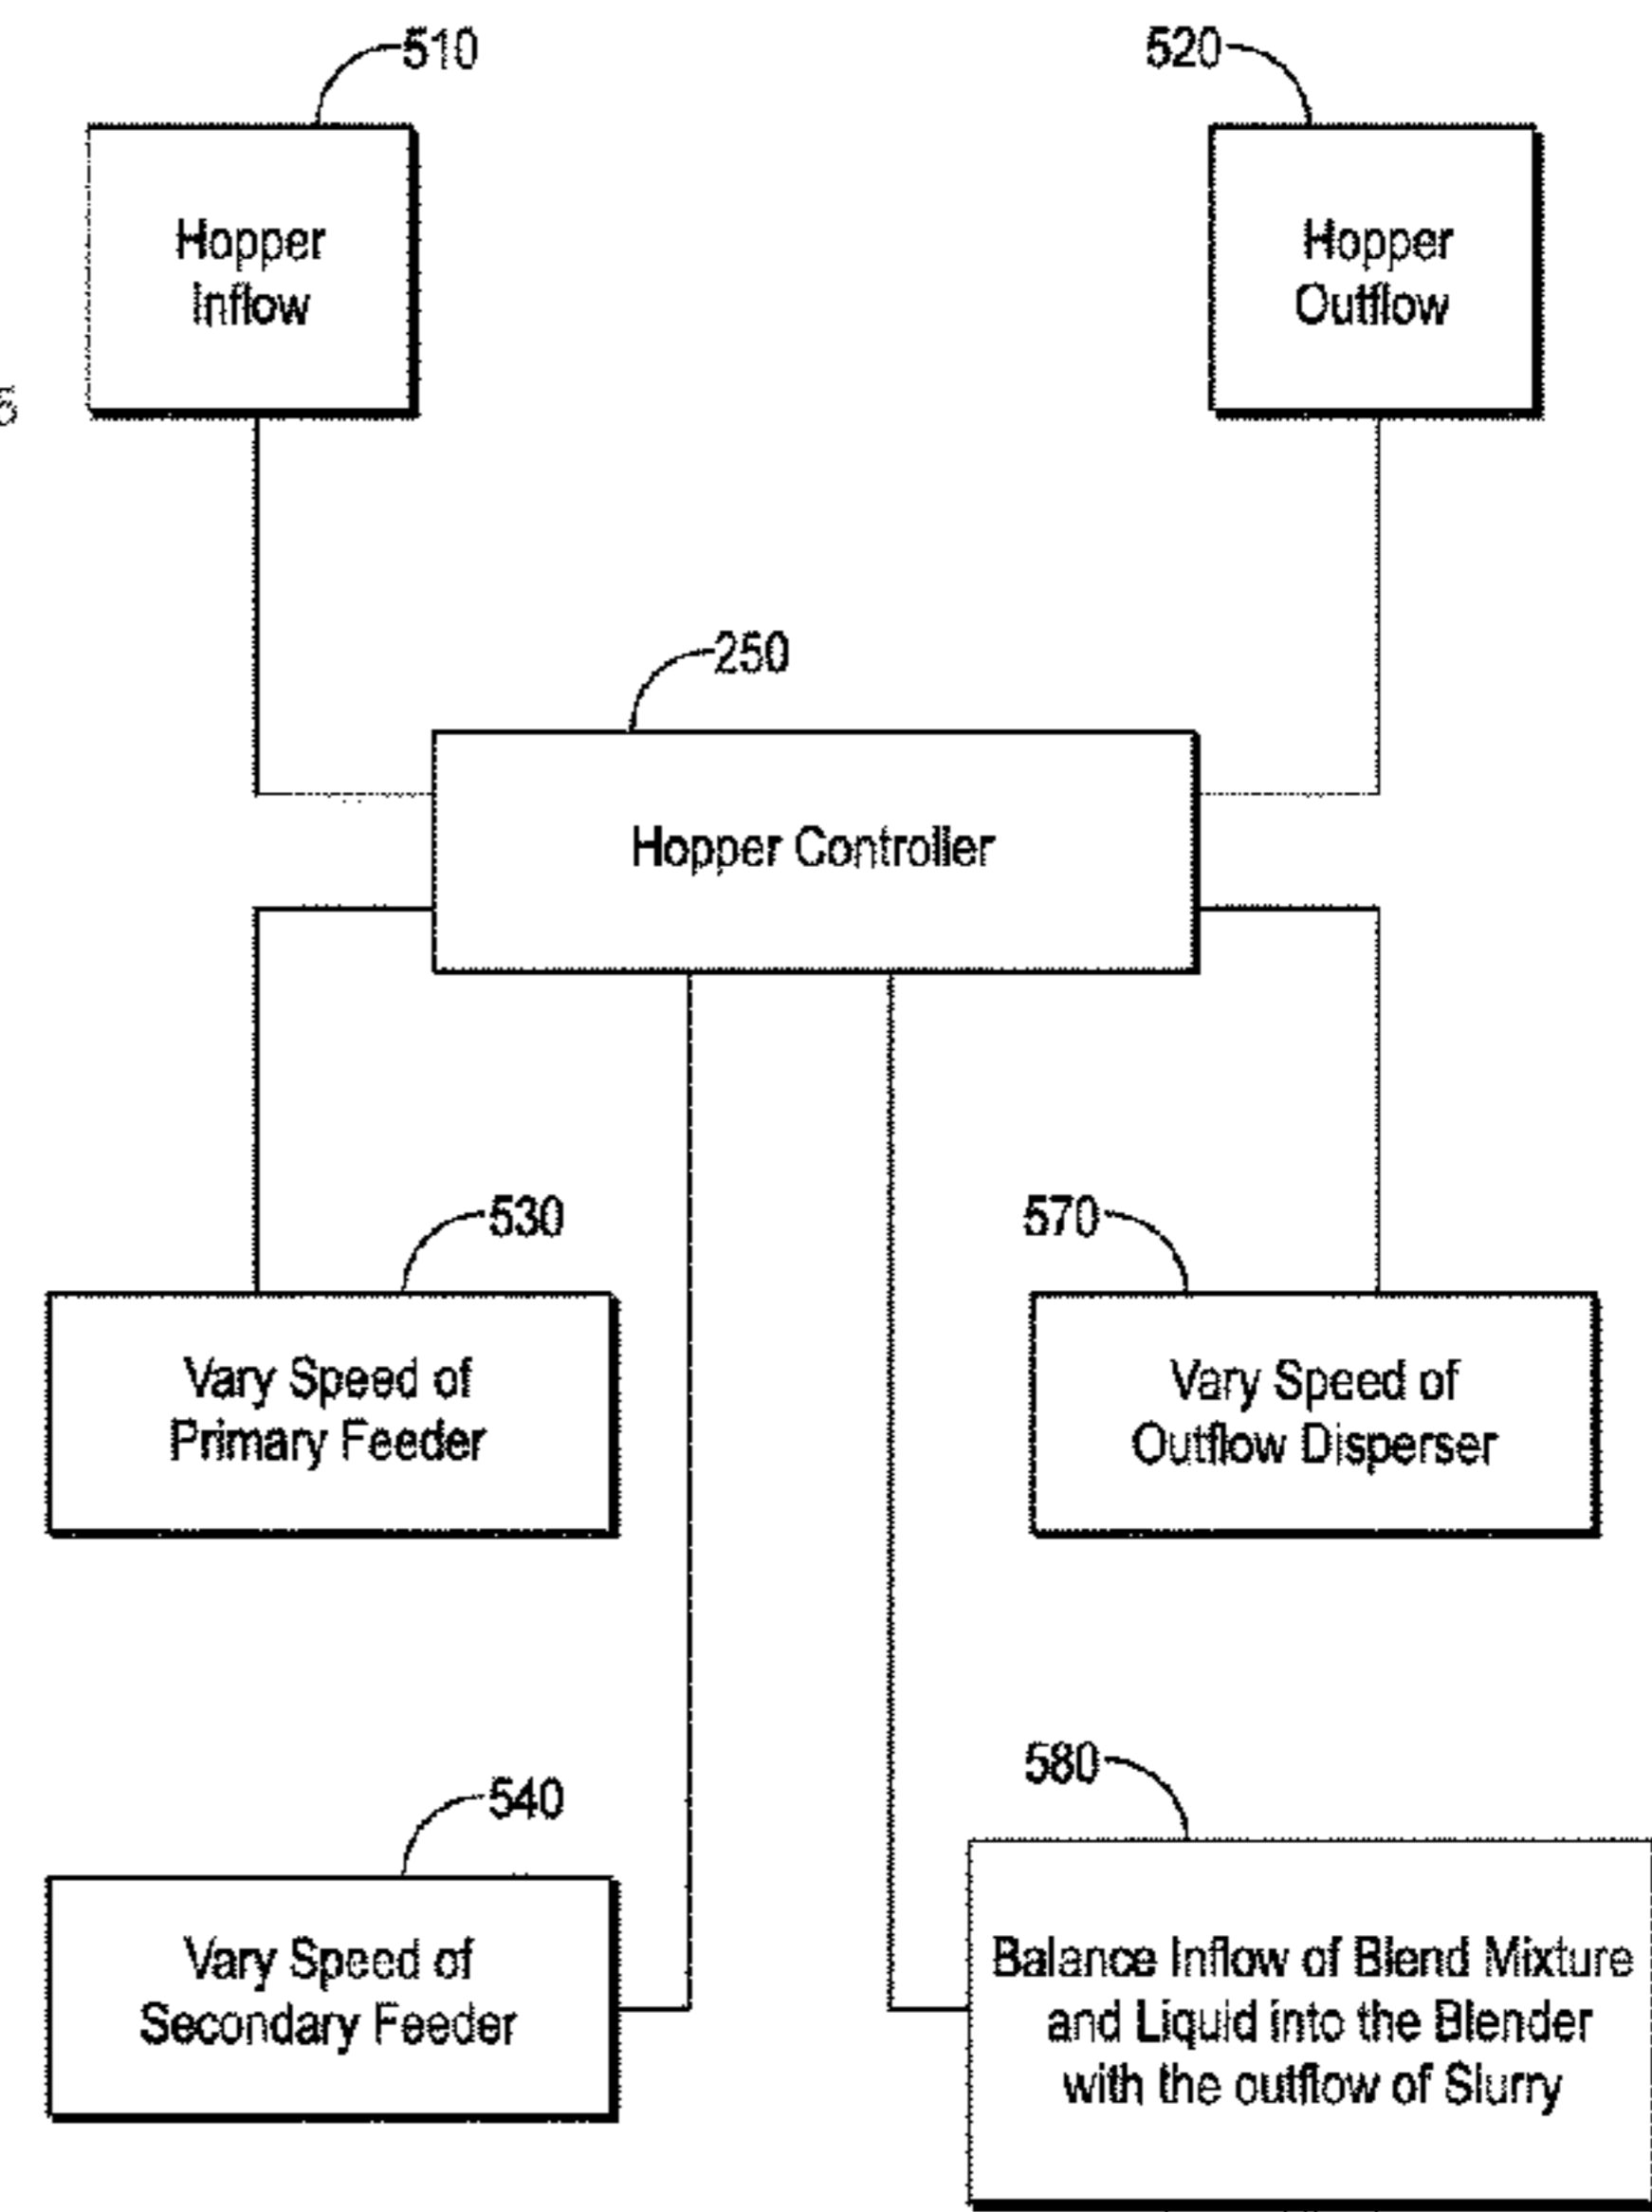 510
520
Hopper
Inflow
Hopper
Outflow
250
Hopper Controller
530
570
Vary Speed of
Primary Feeder
Vary Speed of
Outflow Disperser
540
580
Vary Speed of
Secondary Feeder
Balance Inflow of Blend Mixture
and Liquid into the Blender
with the outflow of Slurry